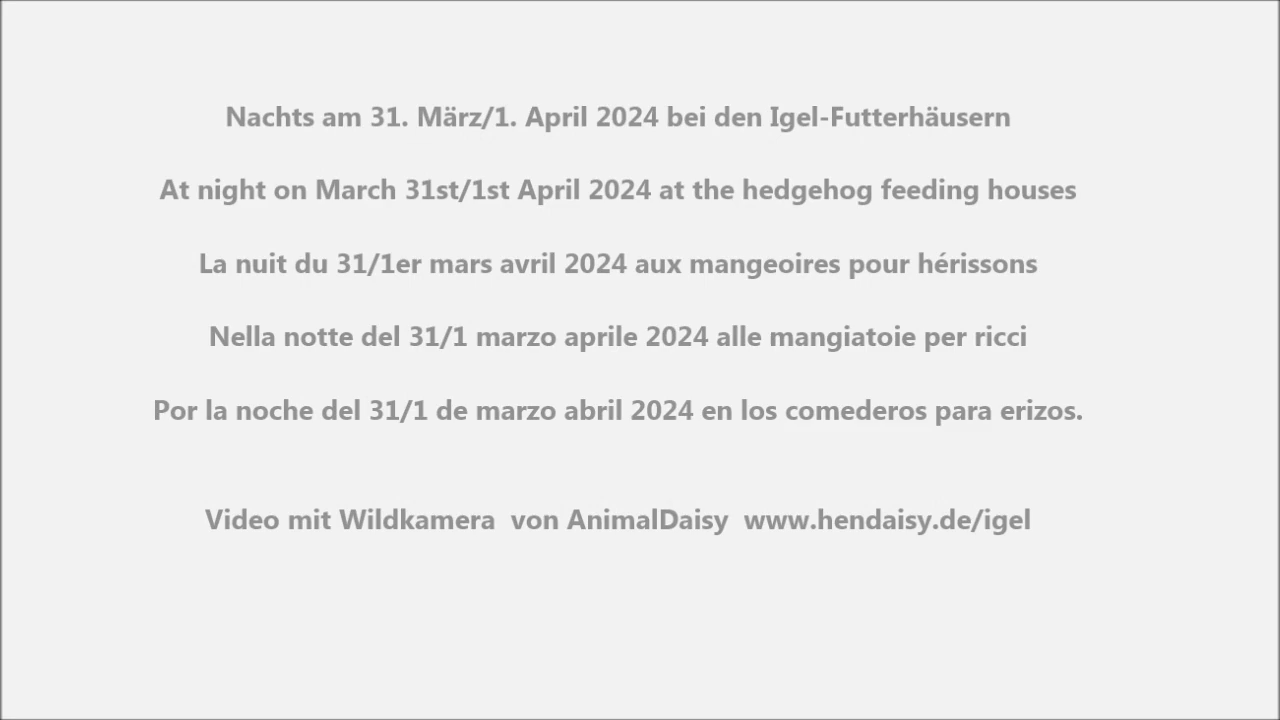 Nachts am 31. März/1. April 2024 bei den Igel-Futterhäusern
At night on March 31st/1st April 2024 at the hedgehog feeding houses
La nuit du 31/1er mars avril 2024 aux mangeoires pour hérissons
Nella notte del 31/1 marzo aprile 2024 alle mangiatoie per ricci
Por la noche del 31/1 de marzo abril 2024 en los comederos para erizos.
Video mit Wildkamera von AnimalDaisy www.hendaisy.de/igel